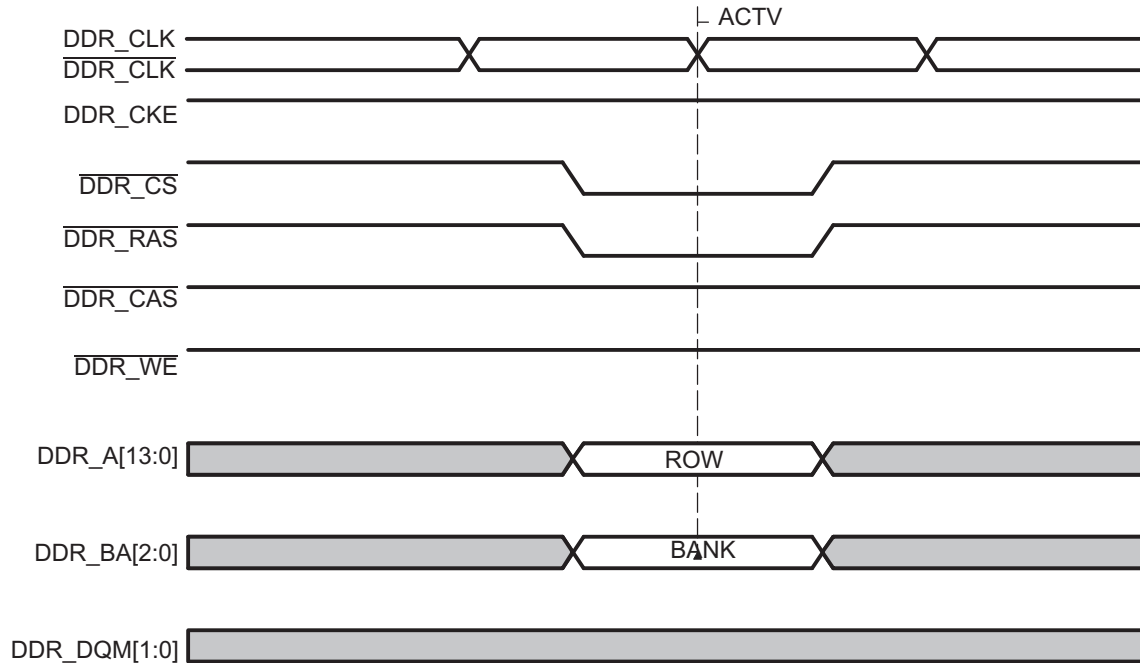 ACTV
DDR_CLK
DDR_CLK
DDR_CKE
DDR_CS
DDR_RAS
DDR_CAS
DDR_WE
DDR_A[13:0]
ROW
DDR_BA[2:0]
BANK
DDR_DQM[1:0]